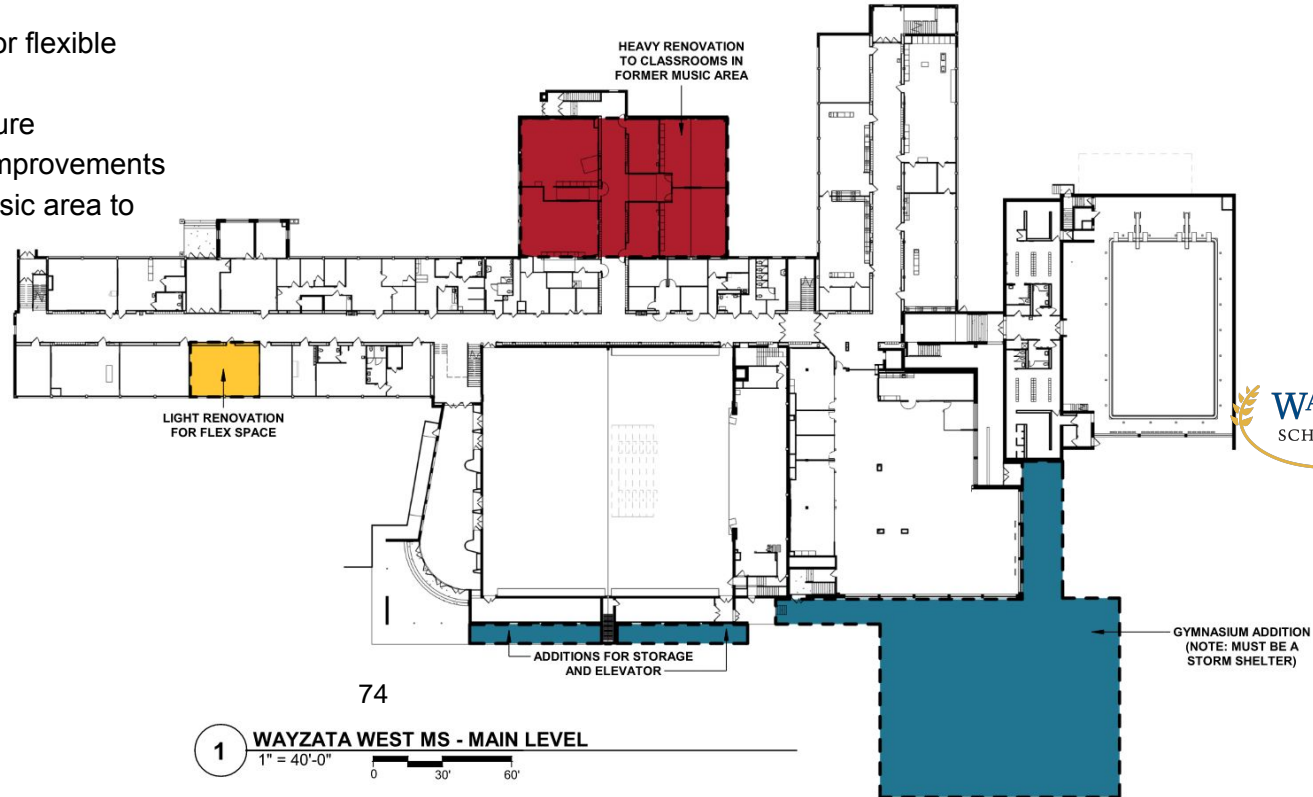 or flexible
ure
mprovements
sic area to
HEAVY RENOVATION
TO CLASSROOMS IN
FORMER MUSIC AREA
LIGHT RENOVATION
FOR FLEX SPACE
WA
SCH
GYMNASIUM ADDITION
(NOTE: MUST BE A
STORM SHELTER)
ADDITIONS FOR STORAGE
AND ELEVATOR
74
1
WAYZATA WEST MS - MAIN LEVEL
1" = 40'-0"
0 30' 60'